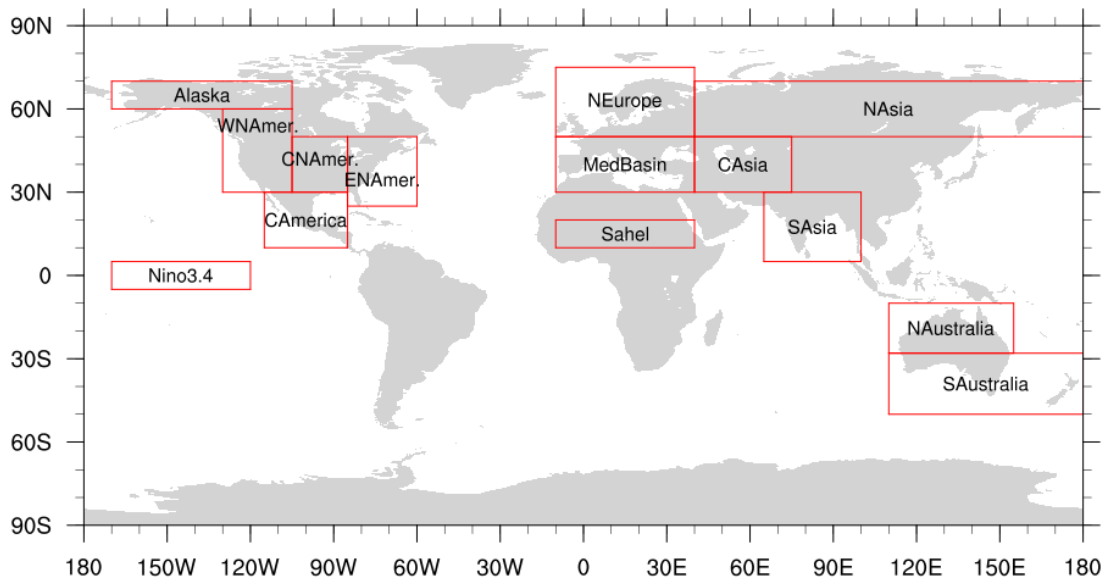 90N
60N
30N
0
30S
60S
90S
Alaska
WNAmer.
CNAmer.
ENAmer.
CAmerica
Nino3.4
NEurope
NAsia
MedBasin
CAsia
Sahel
SAsia
NAustralia
SAustralia
180 150W 120W 90W 60W 30W 0 30E 60E 90E 120E 150E 180